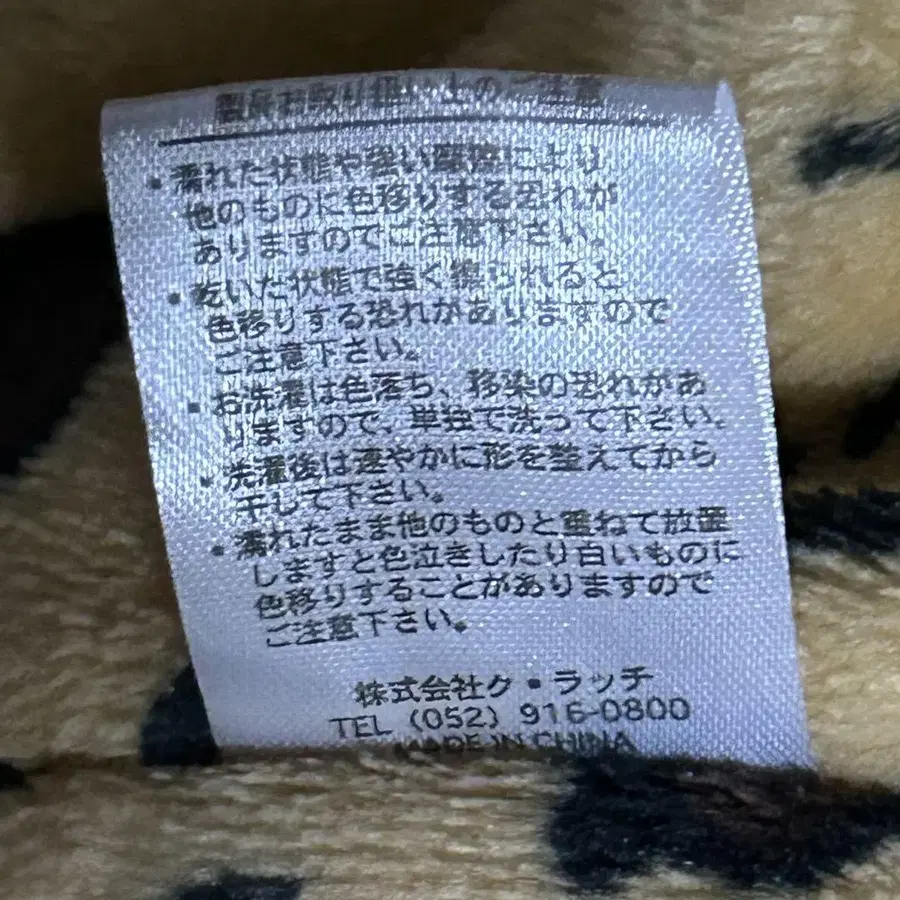 製品お取り扱い上のご注意
・濡れた状態や強い摩擦により
他のものに色移りする恐れが
ありますのでご注意下さい。
・乾いた状態で強く擦られると
色移りする恐れがありますので
ご注意下さい。
・お洗濯は色落ち、移染の恐れがあ
りますので、単独で洗って下さい。
・洗濯後は速やかに形を整えてから
干して下さい。
・濡れたまま他のものと重ねて放置
しますと色泣きしたり白いものに
色移りすることがありますので
ご注意下さい。
株式会社ク・ラッチ
TEL (052) 916-0800
MADE IN CHINA